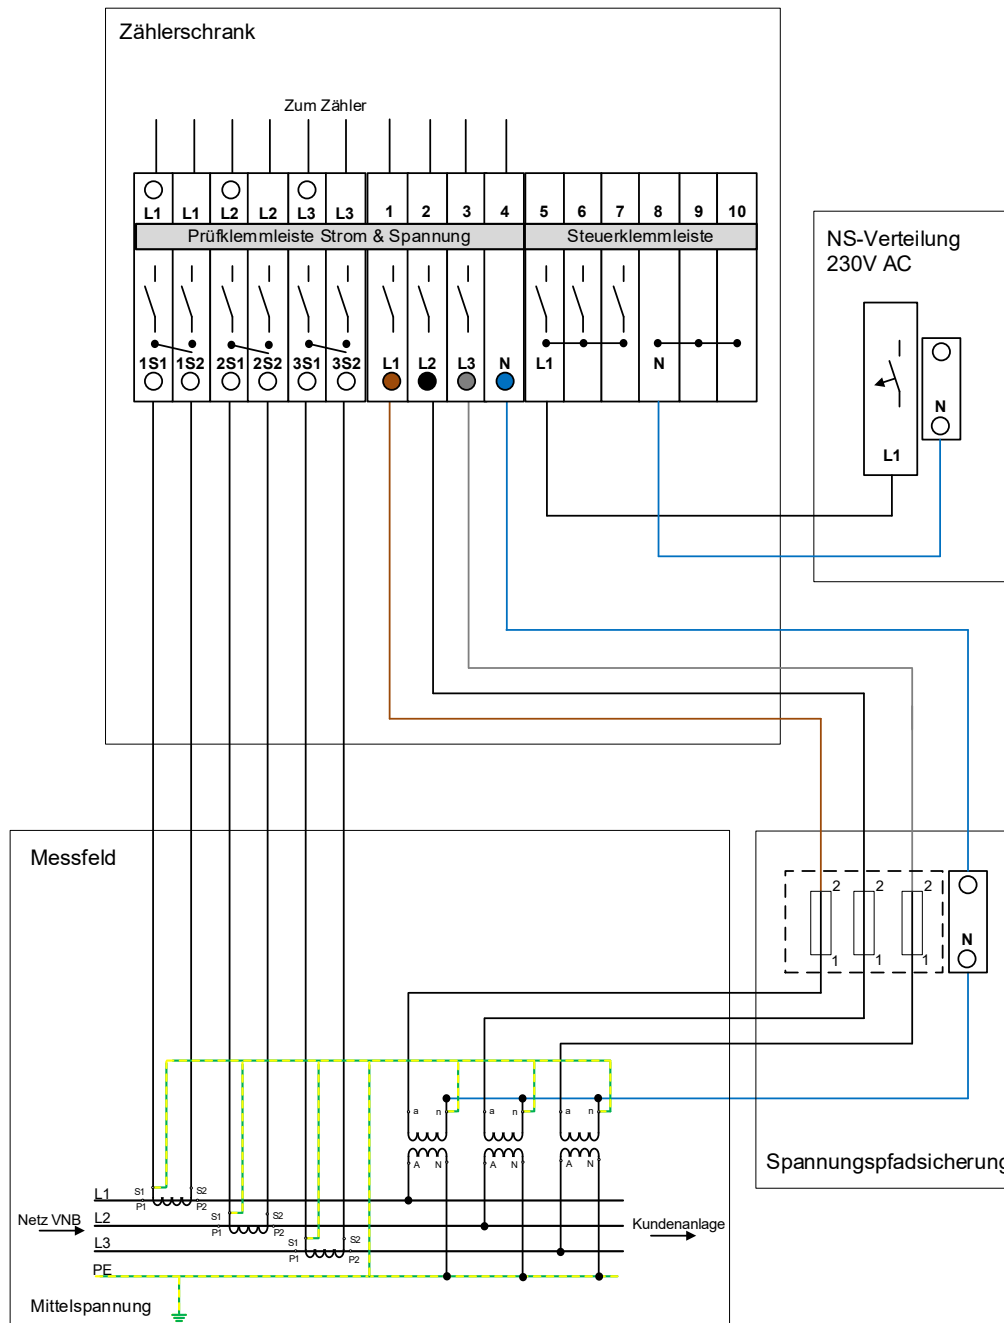 Zählerschrank
Zum Zähler
L1 L1 L2 L2 L3 L3 1 2 3 4 5 6 7 8 9 10
Prüfklemmleiste Strom & Spannung Steuerklemmleiste
1S1 1S2 2S1 2S2 3S1 3S2 L1 L2 L3 N L1 N
NS-Verteilung
230V AC
N
L1
Messfeld
2 2 2
N
1 1 1
a n a n a n
A N A N A N
Spannungspfadsicherung
L1 S1 S2
P1 P2
Netz VNB L2 S1 S2 Kundenanlage
P1 P2
L3 S1 S2
P1 P2
PE
Mittelspannung